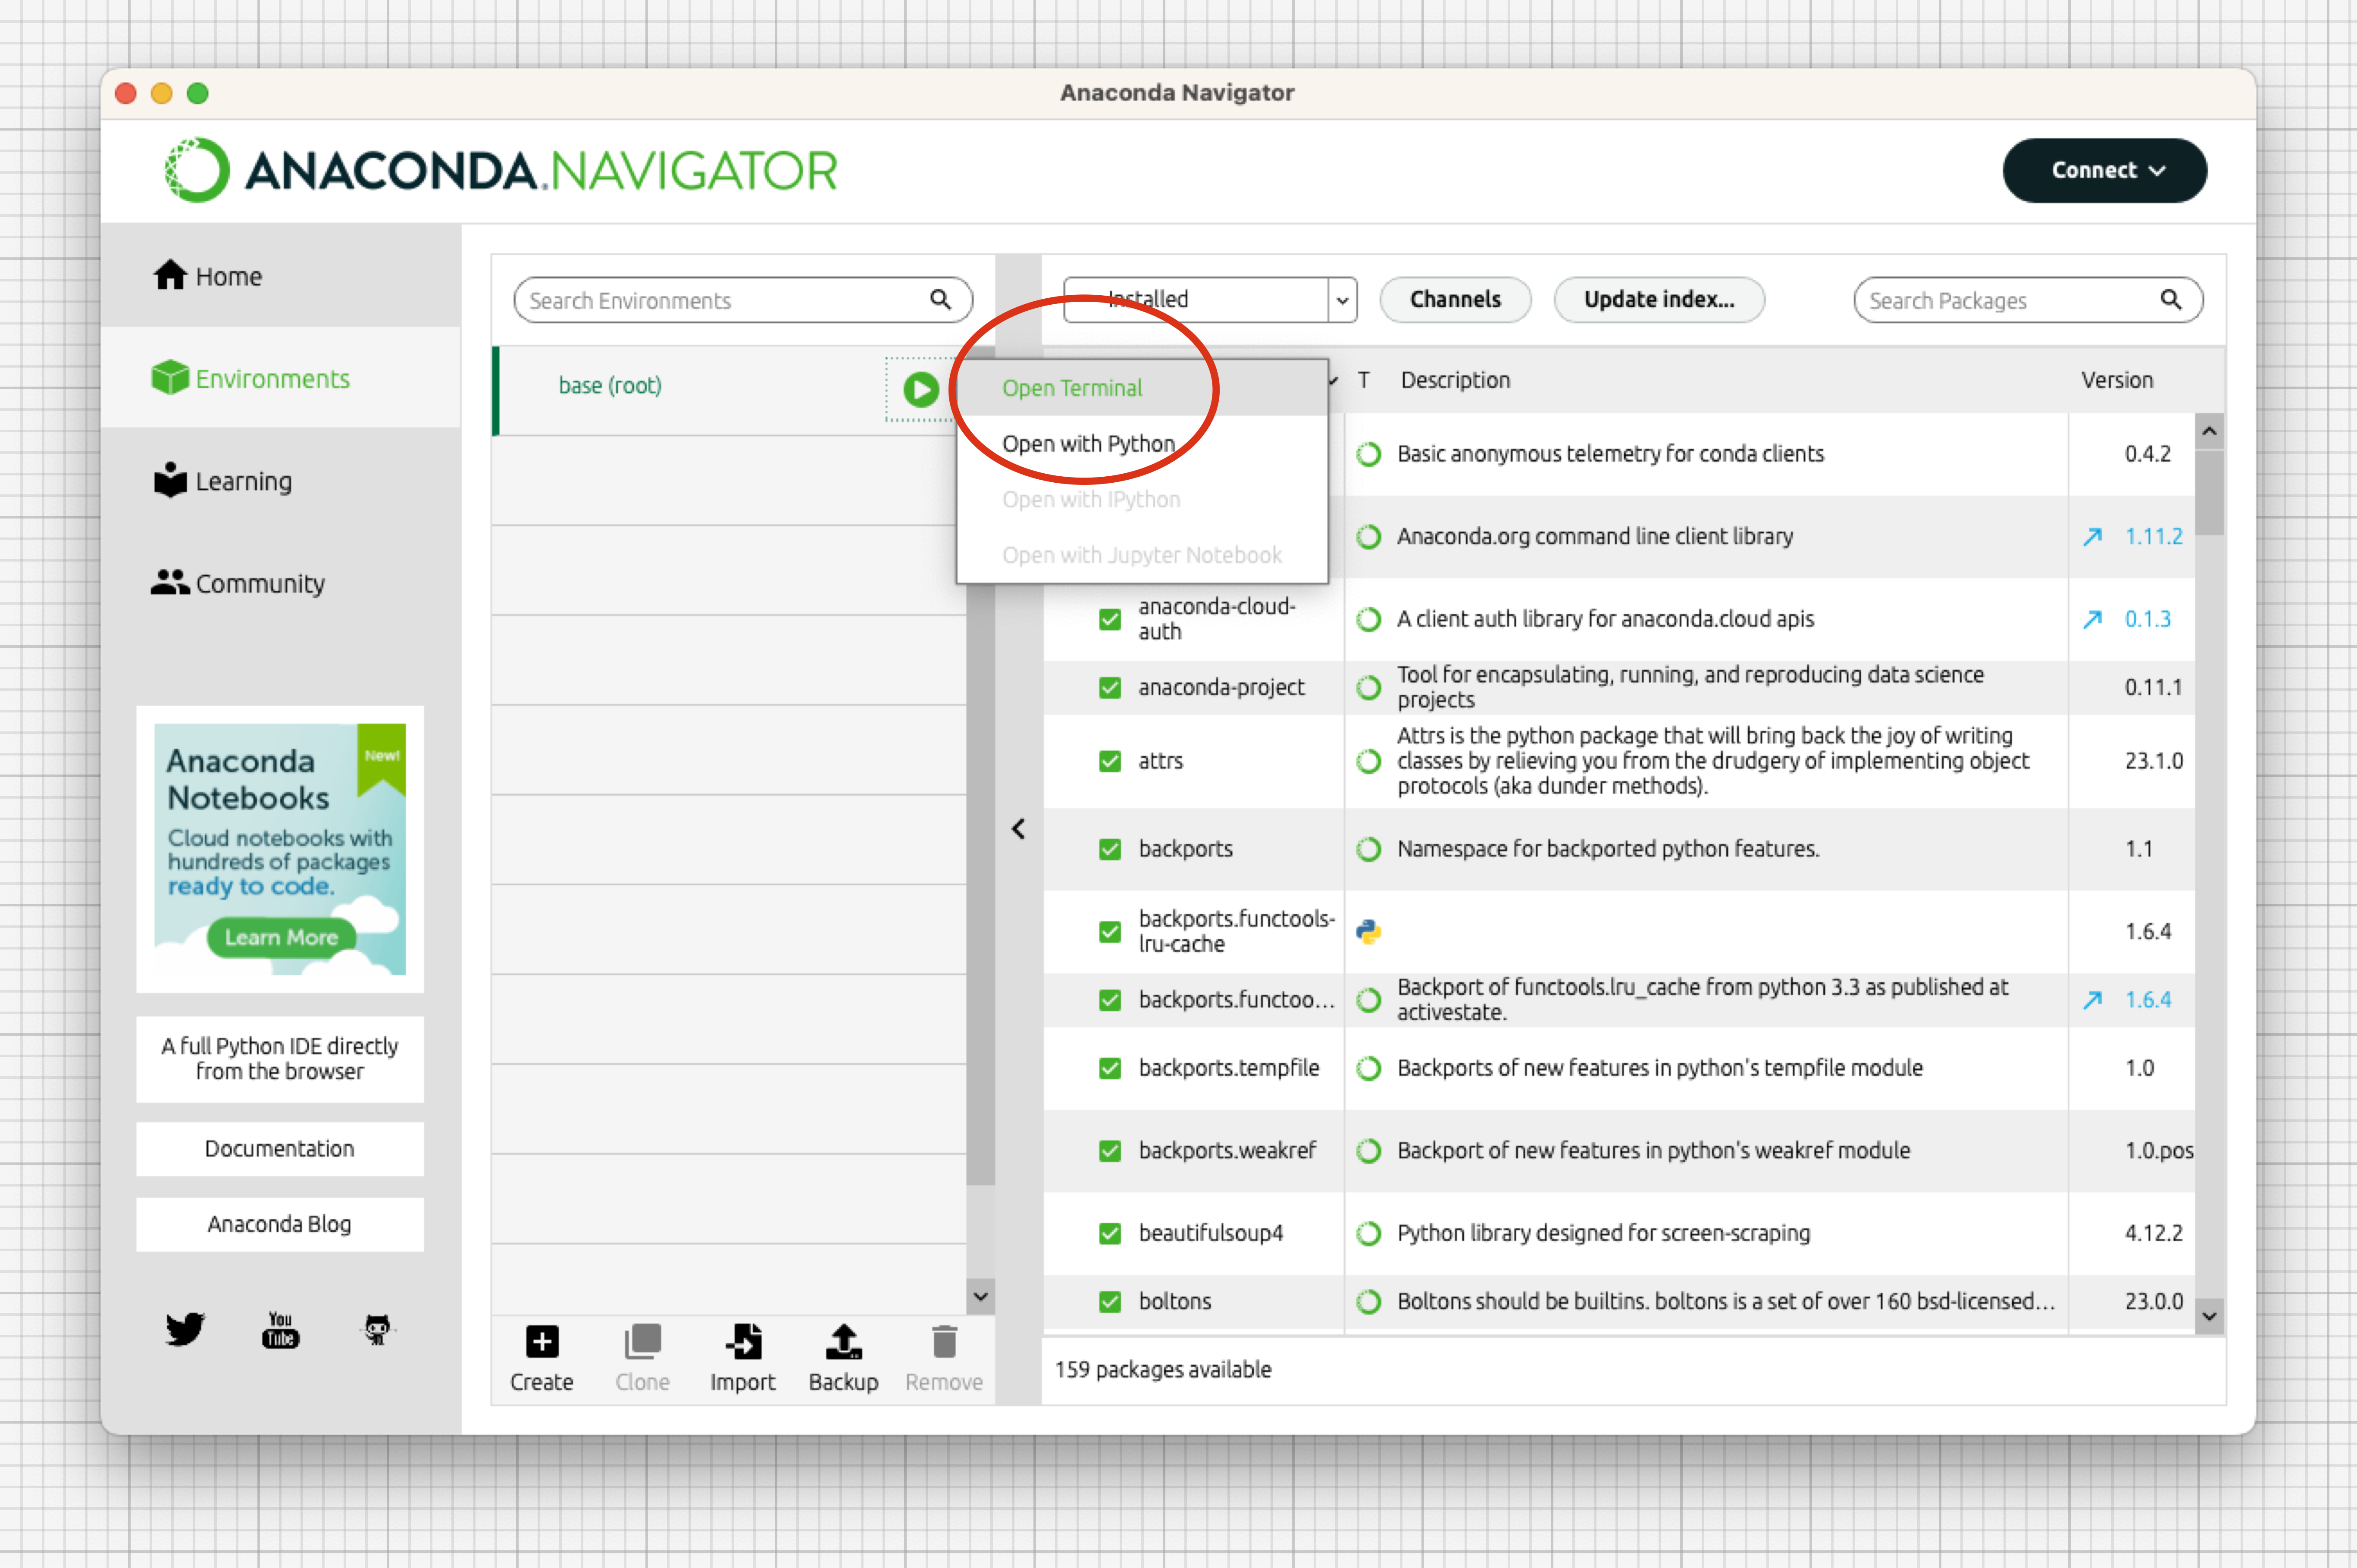 Anaconda Navigator
ANACONDA.NAVIGATOR
Connect
Home
Environments
Learning
Community
Anaconda
Notebooks
New!
Cloud notebooks with
hundreds of packages
ready to code.
Learn More
A full Python IDE directly
from the browser
Documentation
Anaconda Blog
You
Tube
Search Environments
base (root)
Open Terminal
Open with Python
Open with IPython
Open with Jupyter Notebook
Create
Clone
Import
Backup
Remove
Installed
Channels
Update index...
Search Packages
T
Description
Version
Basic anonymous telemetry for conda clients
0.4.2
Anaconda.org command line client library
1.11.2
anaconda-cloud-
auth
A client auth library for anaconda.cloud apis
0.1.3
anaconda-project
Tool for encapsulating, running, and reproducing data science
projects
0.11.1
attrs
Attrs is the python package that will bring back the joy of writing
classes by relieving you from the drudgery of implementing object
protocols (aka dunder methods).
23.1.0
backports
Namespace for backported python features.
1.1
backports.functools-
lru-cache
1.6.4
backports.functoo...
Backport of functools.lru_cache from python 3.3 as published at
activestate.
1.6.4
backports.tempfile
Backports of new features in python's tempfile module
1.0
backports.weakref
Backport of new features in python's weakref module
1.0.pos
beautifulsoup4
Python library designed for screen-scraping
4.12.2
boltons
Boltons should be builtins. boltons is a set of over 160 bsd-licensed...
23.0.0
159 packages available